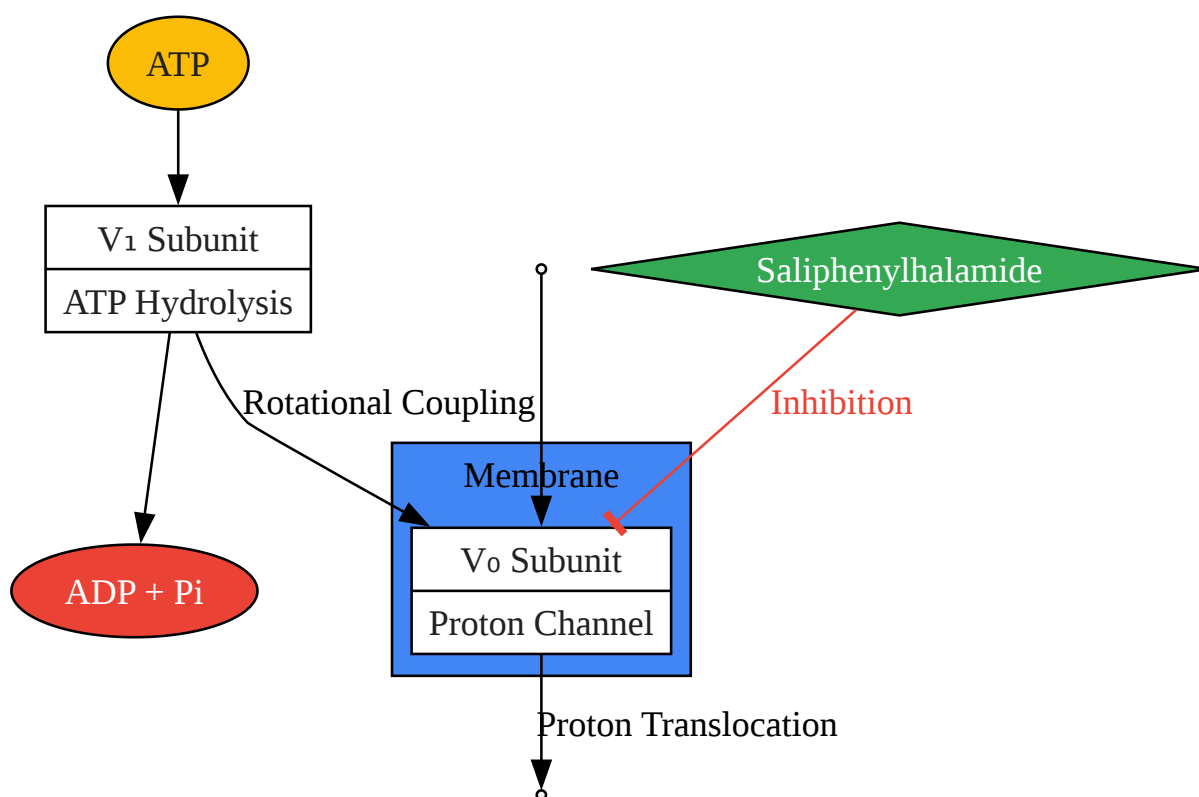 ATP
V₁ Subunit
ATP Hydrolysis
Saliphenylhalamide
Rotational Coupling
Inhibition
Membrane
V₀ Subunit
Proton Channel
ADP + Pi
Proton Translocation